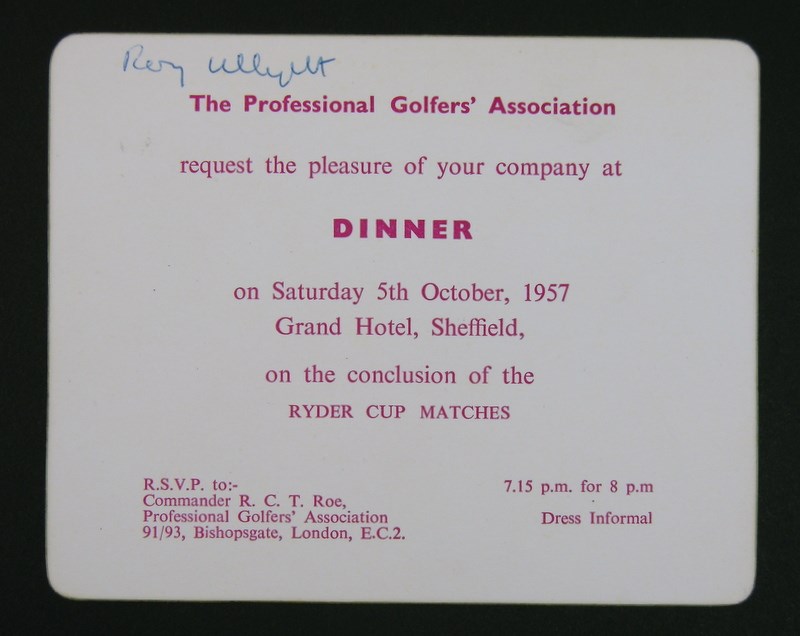 The Professional Golfers' Association
request the pleasure of your company at
DINNER
on Saturday 5th October, 1957
Grand Hotel, Sheffield,
on the conclusion of the
RYDER CUP MATCHES
R.S.V.P. to:-
Commander R. C. T. Roe,
Professional Golfers' Association
91/93, Bishopsgate, London, E.C.2.
7.15 p.m. for 8 p.m
Dress Informal